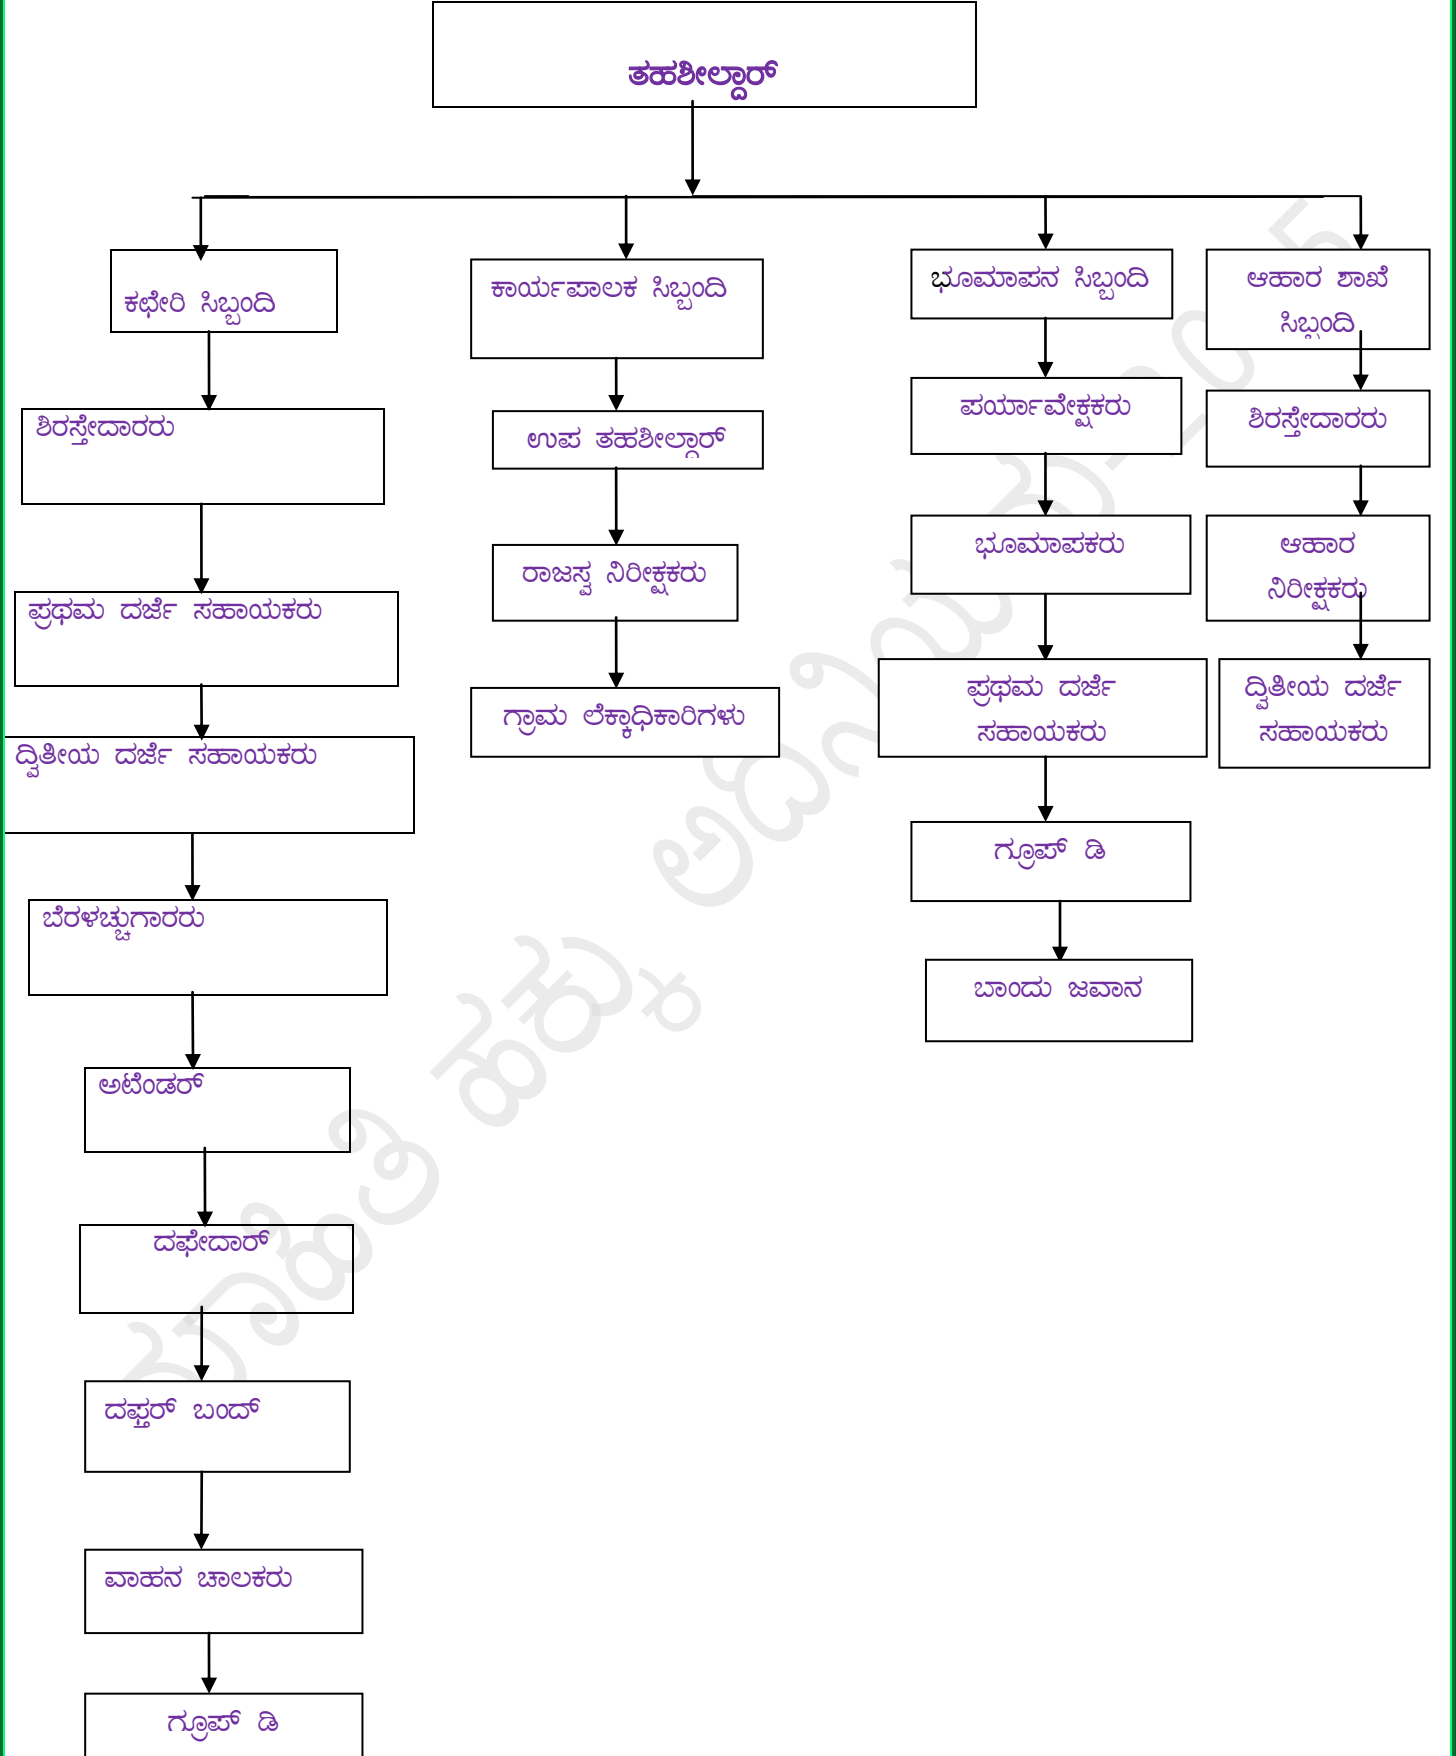 ತಹಶೀಲ್ದಾರ್
ಕಛೇರಿ ಸಿಬ್ಬಂದಿ
ಶಿರಸ್ತೇದಾರರು
ಪ್ರಥಮ ದರ್ಜೆ ಸಹಾಯಕರು
ದ್ವಿತೀಯ ದರ್ಜೆ ಸಹಾಯಕರು
ಬೆರಳಚ್ಚುಗಾರರು
ಅಟೆಂಡರ್
ದಫೇದಾರ್
ದಫ್ತರ್ ಬಂದ್
ವಾಹನ ಚಾಲಕರು
ಗ್ರೂಪ್ ಡಿ
ಕಾರ್ಯಪಾಲಕ ಸಿಬ್ಬಂದಿ
ಉಪ ತಹಶೀಲ್ದಾರ್
ರಾಜಸ್ವ ನಿರೀಕ್ಷಕರು
ಗ್ರಾಮ ಲೆಕ್ಕಾಧಿಕಾರಿಗಳು
ಭೂಮಾಪನ ಸಿಬ್ಬಂದಿ
ಪರ್ಯಾವೇಕ್ಷಕರು
ಭೂಮಾಪಕರು
ಪ್ರಥಮ ದರ್ಜೆ
ಸಹಾಯಕರು
ಗ್ರೂಪ್ ಡಿ
ಬಾಂದು ಜವಾನ
ಆಹಾರ ಶಾಖೆ
ಸಿಬ್ಬಂದಿ
ಶಿರಸ್ತೇದಾರರು
ಆಹಾರ
ನಿರೀಕ್ಷಕರು
ದ್ವಿತೀಯ ದರ್ಜೆ
ಸಹಾಯಕರು
ಮಾಹಿತಿ ಹಕ್ಕು